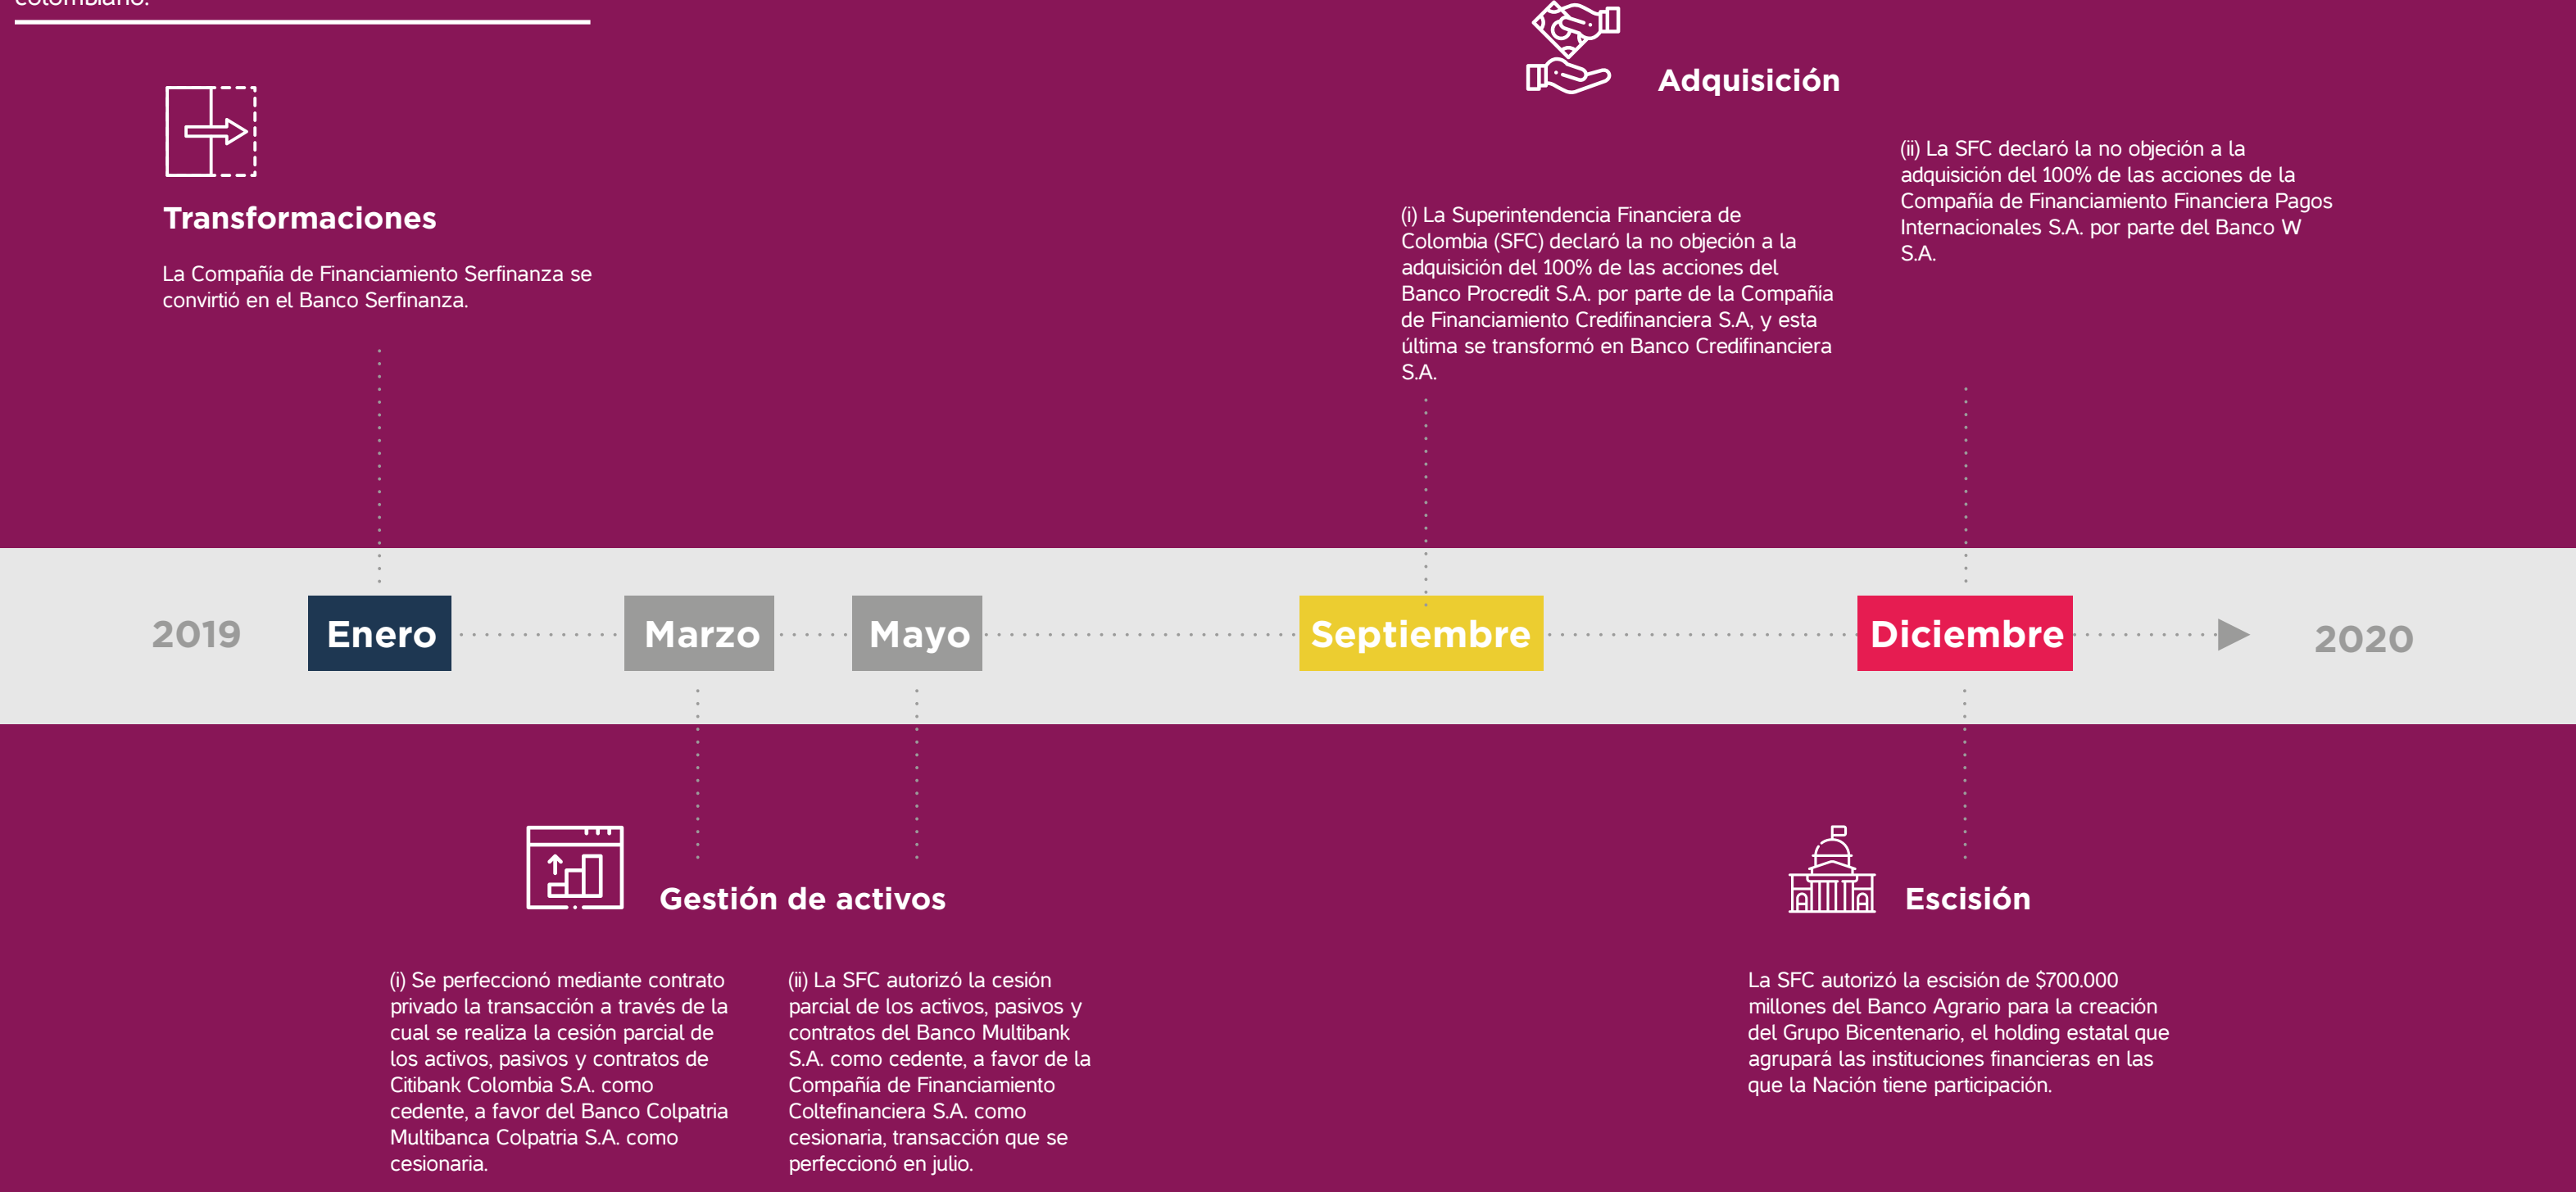 colombiano.
Adquisición
Transformaciones
La Compañía de Financiamiento Serfinanza se
convirtió en el Banco Serfinanza.
(i) La Superintendencia Financiera de
Colombia (SFC) declaró la no objeción a la
adquisición del 100% de las acciones del
Banco Procredit S.A. por parte de la Compañía
de Financiamiento Credifinanciera S.A, y esta
última se transformó en Banco Credifinanciera
S.A.
(ii) La SFC declaró la no objeción a la
adquisición del 100% de las acciones de la
Compañía de Financiamiento Financiera Pagos
Internacionales S.A. por parte del Banco W
S.A.
2019
Enero
Marzo
Mayo
Septiembre
Diciembre
2020
Gestión de activos
(i) Se perfeccionó mediante contrato
privado la transacción a través de la
cual se realiza la cesión parcial de
los activos, pasivos y contratos de
Citibank Colombia S.A. como
cedente, a favor del Banco Colpatria
Multibanca Colpatria S.A. como
cesionaria.
(ii) La SFC autorizó la cesión
parcial de los activos, pasivos y
contratos del Banco Multibank
S.A. como cedente, a favor de la
Compañía de Financiamiento
Coltefinanciera S.A. como
cesionaria, transacción que se
perfeccionó en julio.
Escisión
La SFC autorizó la escisión de $700.000
millones del Banco Agrario para la creación
del Grupo Bicentenario, el holding estatal que
agrupará las instituciones financieras en las
que la Nación tiene participación.